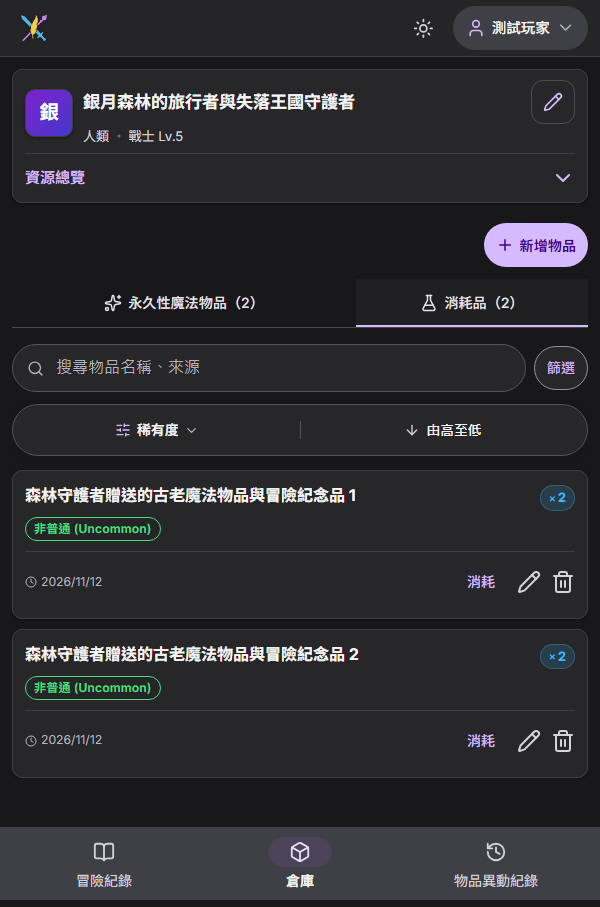 測試玩家
銀
銀月森林的旅行者與失落王國守護者
人類 • 戰士 Lv.5
資源總覽
新增物品
永久性魔法物品（2）
消耗品（2）
搜尋物品名稱、來源
篩選
稀有度
由高至低
森林守護者贈送的古老魔法物品與冒險紀念品 1
×2
非普通 (Uncommon)
2026/11/12
消耗
森林守護者贈送的古老魔法物品與冒險紀念品 2
×2
非普通 (Uncommon)
2026/11/12
消耗
冒險紀錄
倉庫
物品異動紀錄